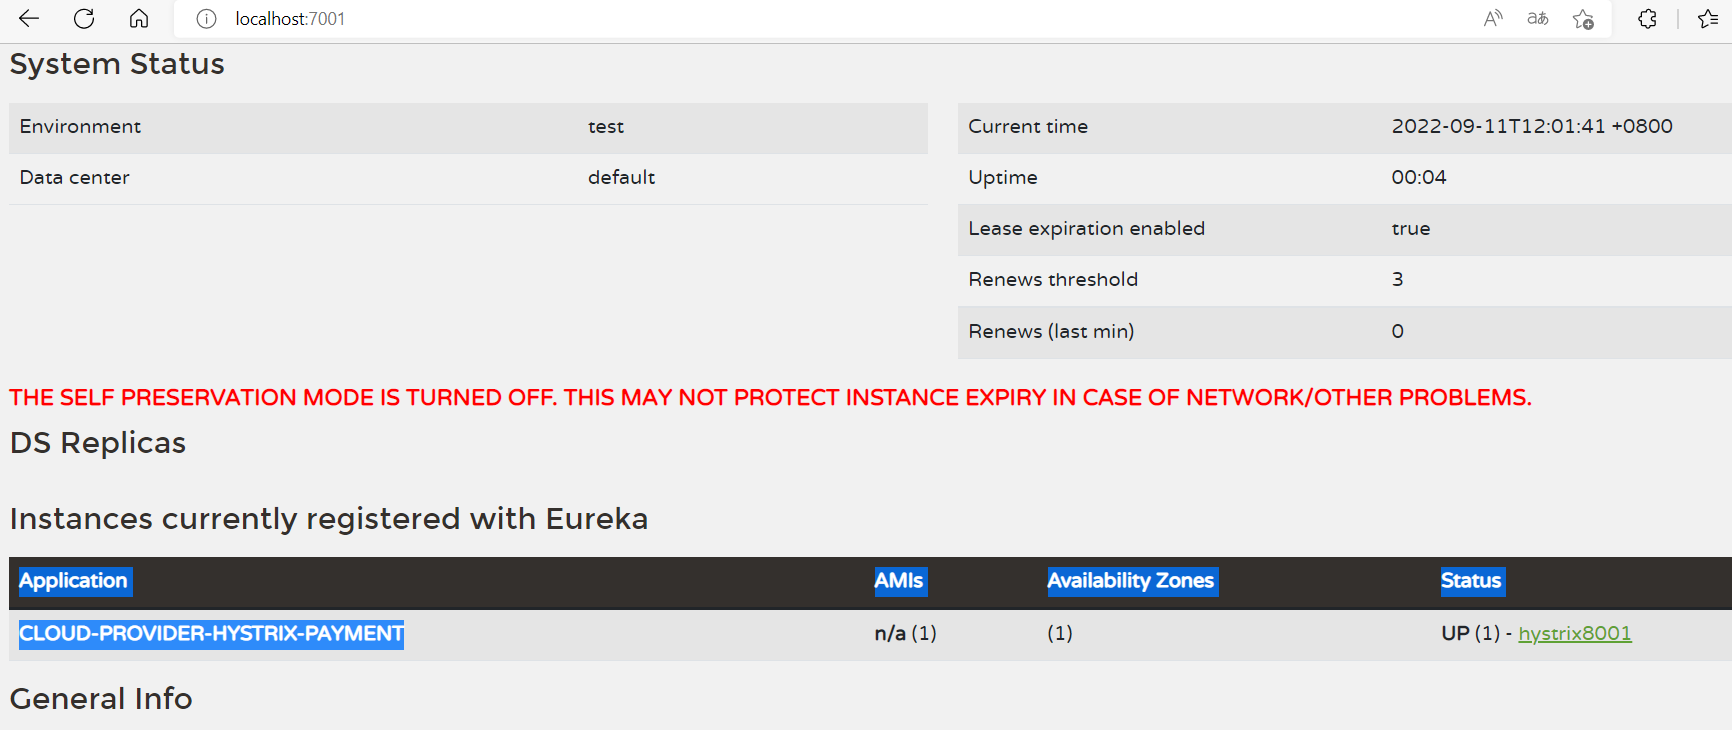 localhost:7001
System Status
Environment test
Data center default
Current time 2022-09-11T12:01:41 +0800
Uptime 00:04
Lease expiration enabled true
Renews threshold 3
Renews (last min) 0
THE SELF PRESERVATION MODE IS TURNED OFF. THIS MAY NOT PROTECT INSTANCE EXPIRY IN CASE OF NETWORK/OTHER PROBLEMS.
DS Replicas
Instances currently registered with Eureka
Application AMIs Availability Zones Status
CLOUD-PROVIDER-HYSTRIX-PAYMENT n/a (1) (1) UP (1) - hystrix8001
General Info